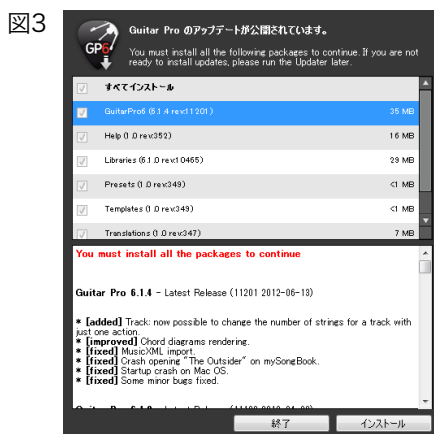 図3
GP6
Guitar Pro のアップデートが公開されています。
You must install all the following packages to continue. If you are not
ready to install updates, please run the Updater later.
すべてインストール
GuitarPro6 (6.1.4 rev:11201) 35 MB
Help (1.0 rev:352) 16 MB
Libraries (6.1.0 rev:10465) 29 MB
Presets (1.0 rev:349) <1 MB
Templates (1.0 rev:349) <1 MB
Translations (1.0 rev:347) 7 MB
You must install all the packages to continue
Guitar Pro 6.1.4 - Latest Release (11201 2012-06-13)
* [added] Track: now possible to change the number of strings for a track with
just one action.
* [improved] Chord diagrams rendering.
* [fixed] MusicXML import.
* [fixed] Crash opening "The Outsider" on mySongBook.
* [fixed] Startup crash on Mac OS.
* [fixed] Some minor bugs fixed.
終了
インストール